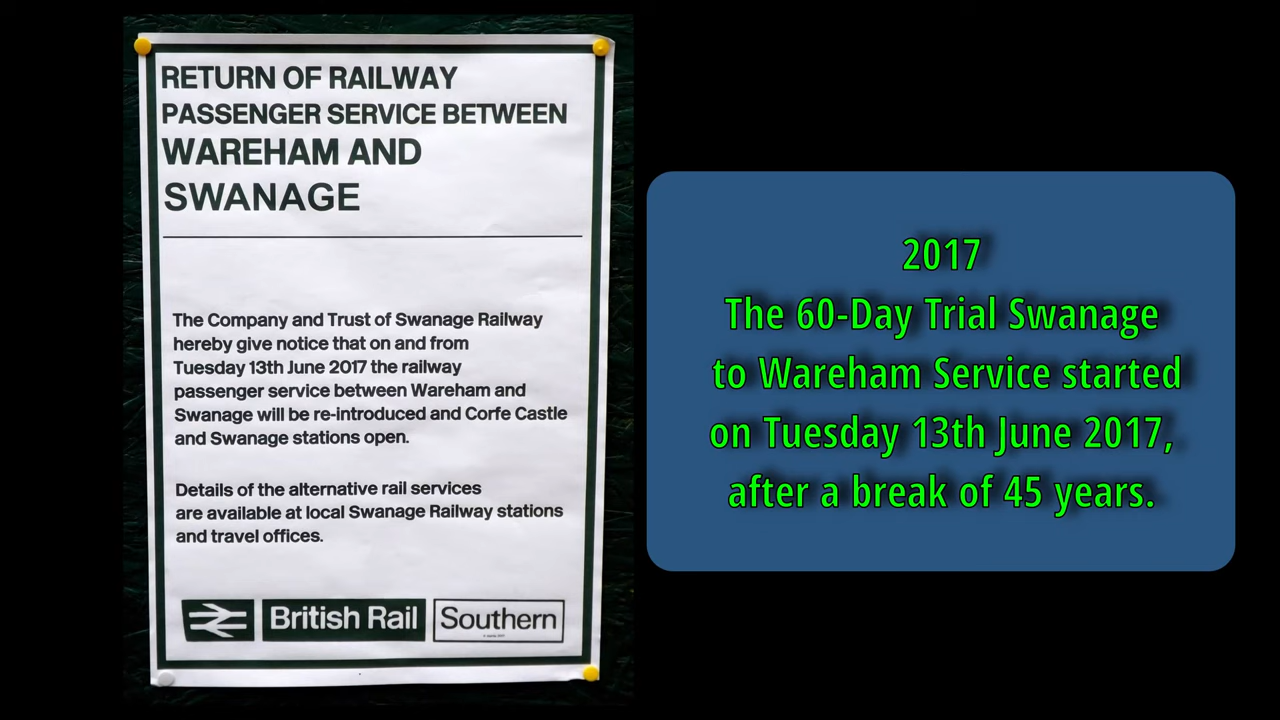 RETURN OF RAILWAY
PASSENGER SERVICE BETWEEN
WAREHAM AND
SWANAGE
The Company and Trust of Swanage Railway
hereby give notice that on and from
Tuesday 13th June 2017 the railway
passenger service between Wareham and
Swanage will be re-introduced and Corfe Castle
and Swanage stations open.
Details of the alternative rail services
are available at local Swanage Railway stations
and travel offices.
British Rail Southern
2017
The 60-Day Trial Swanage
to Wareham Service started
on Tuesday 13th June 2017,
after a break of 45 years.